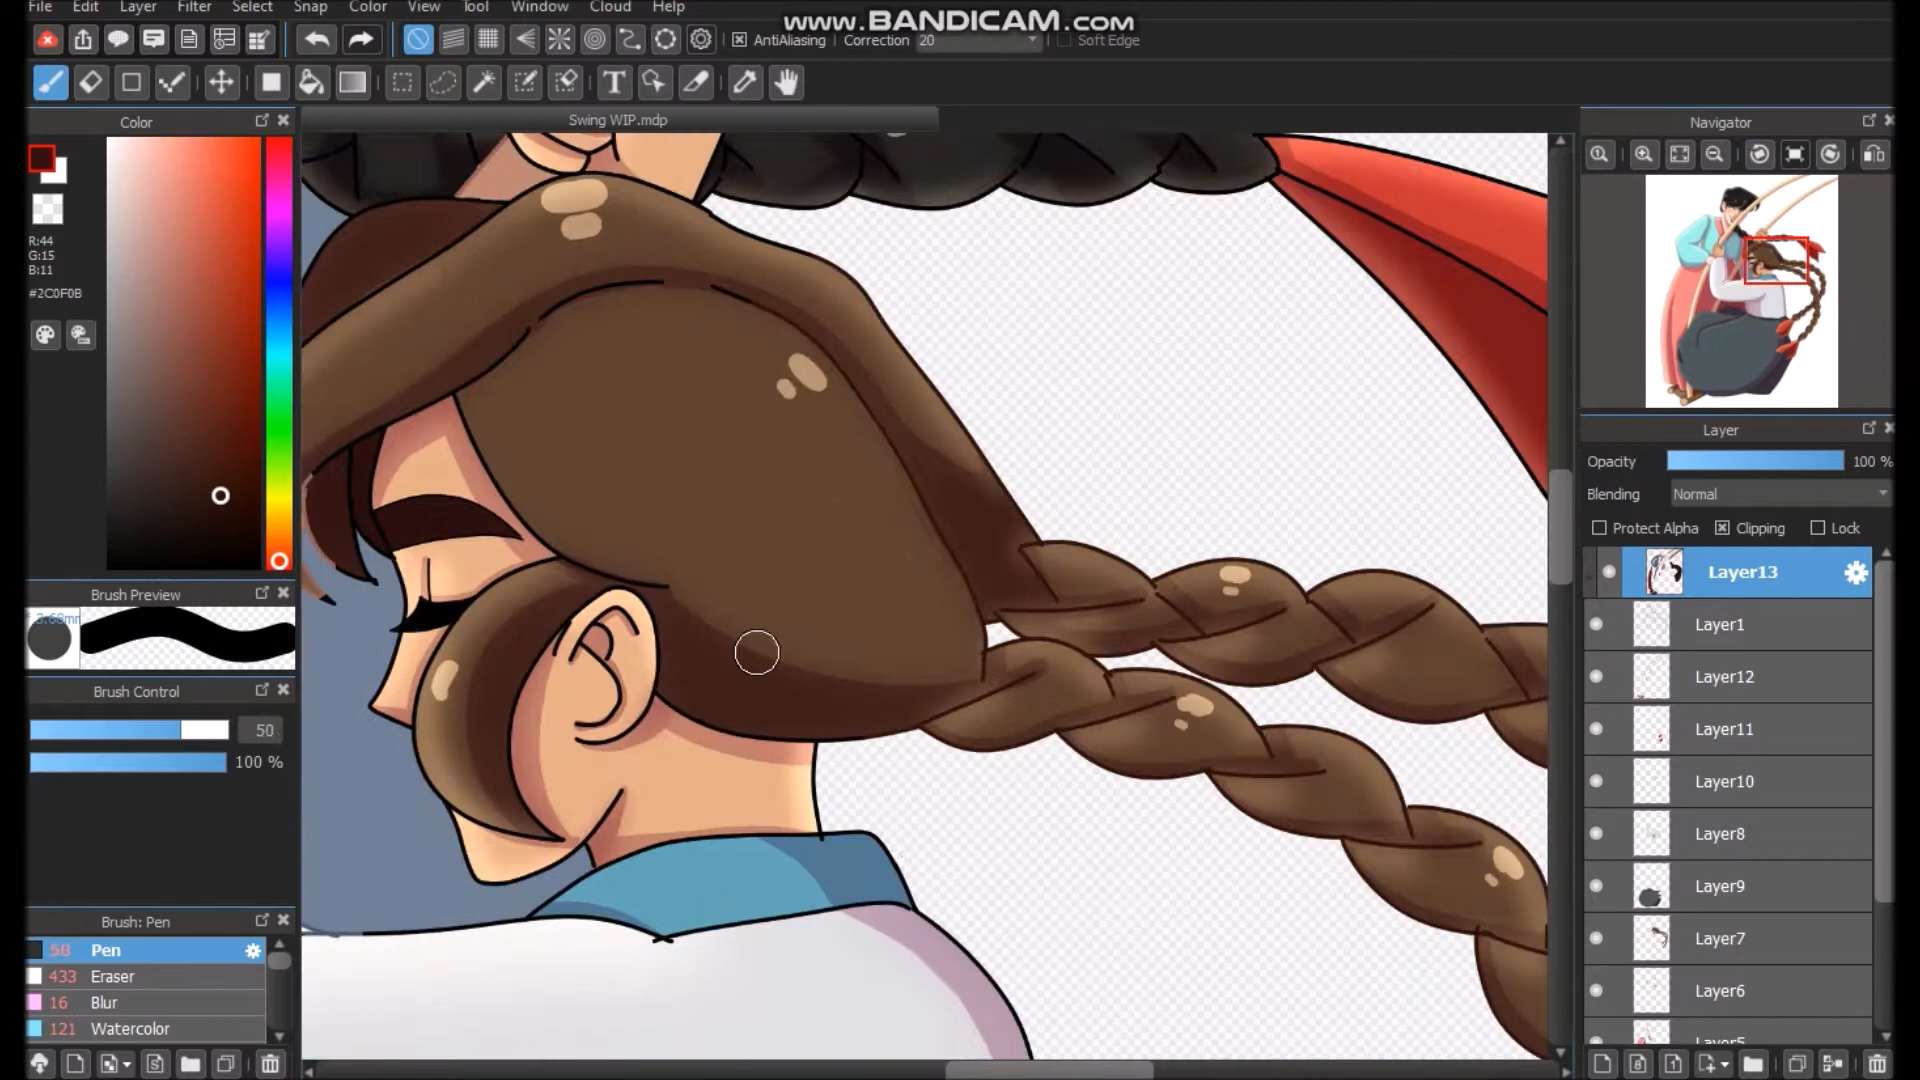 www.BANDICAM.com
File Edit Layer Filter Select Snap Color View Tool Window Cloud Help
AntiAliasing Correction 20 Soft Edge
T
Swing WIP.mdp
Color
R:44
G:15
B:11
#2C0F0B
Brush Preview
3.60mm
Brush Control
50
100 %
Brush: Pen
50 Pen
433 Eraser
16 Blur
121 Watercolor
Navigator
Layer
Opacity 100 %
Blending Normal
Protect Alpha Clipping Lock
Layer13
Layer1
Layer12
Layer11
Layer10
Layer8
Layer9
Layer7
Layer6
Layer5